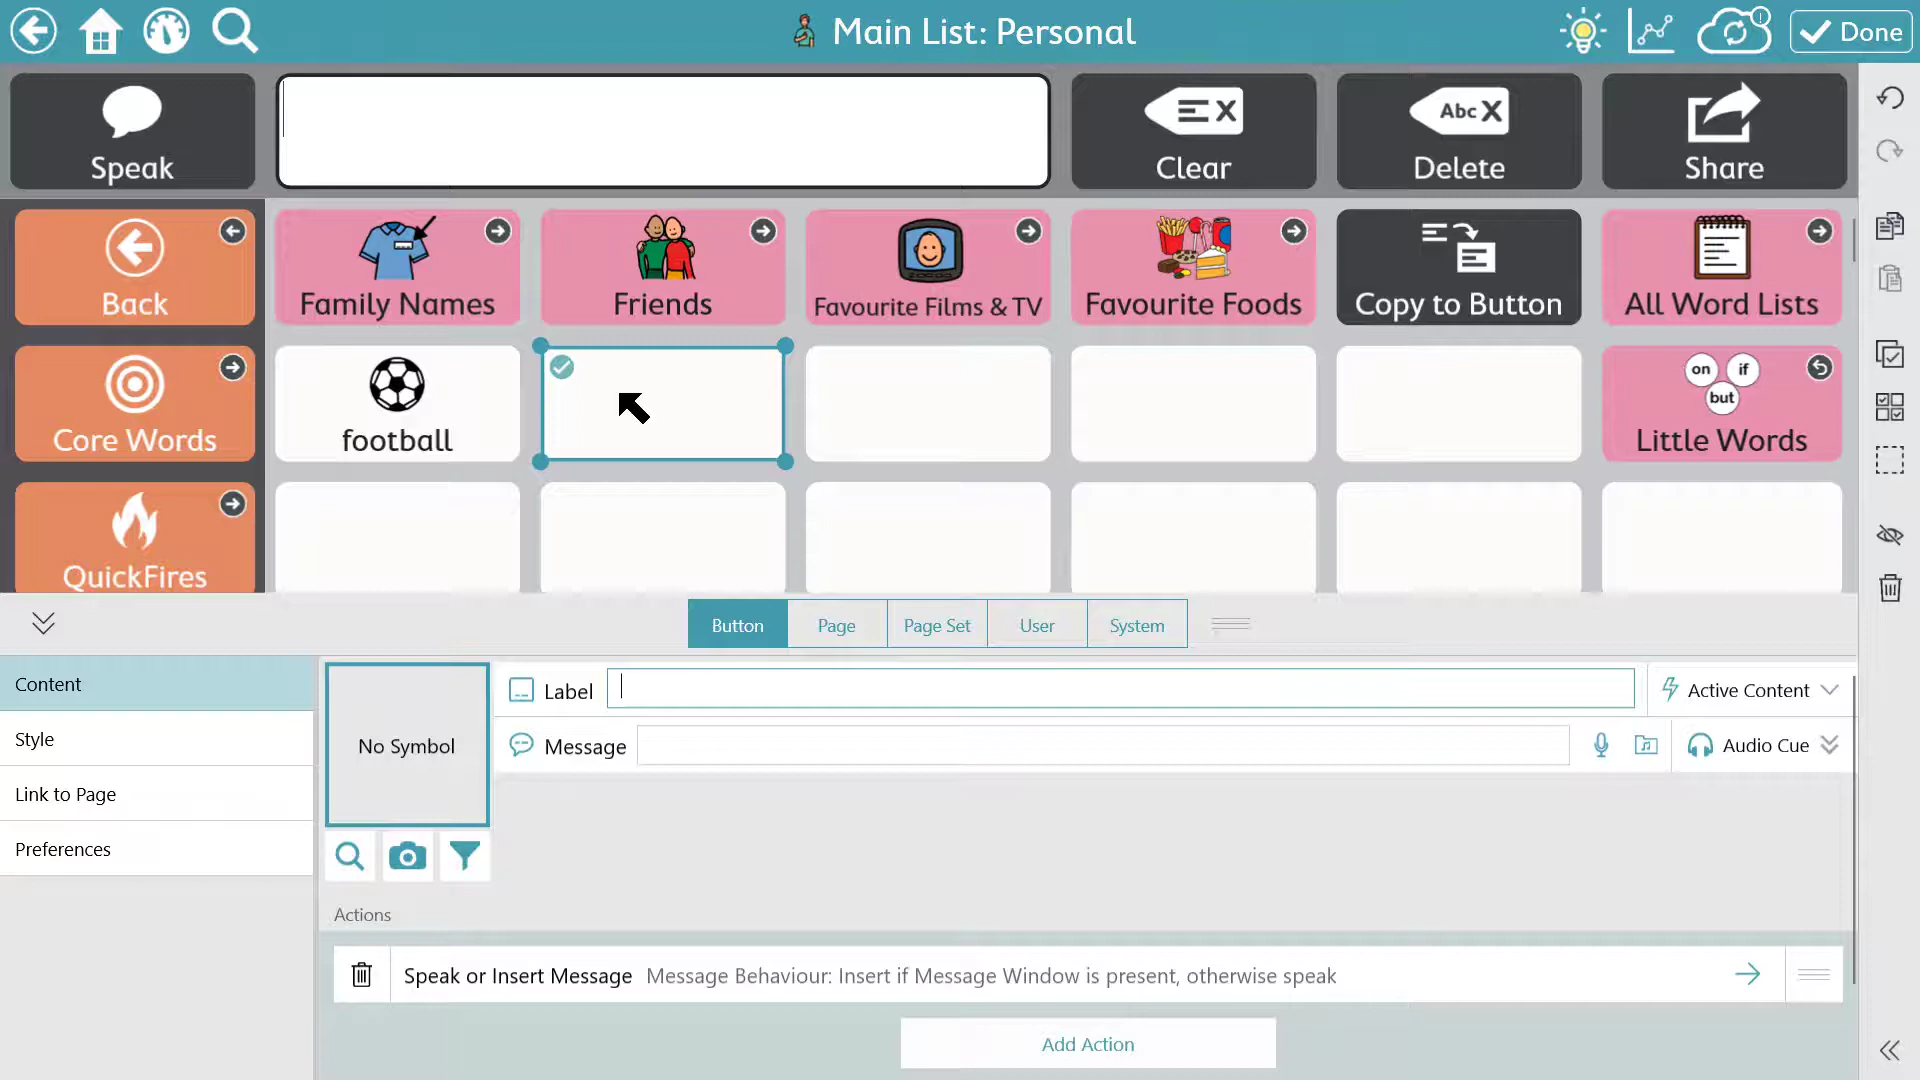 Main List: Personal
Done
Speak
Clear
Abc X
Delete
Share
Back
Family Names
Friends
Favourite Films & TV
Favourite Foods
Copy to Button
All Word Lists
Core Words
football
on
if
but
Little Words
QuickFires
Button
Page
Page Set
User
System
Content
Style
Link to Page
Preferences
No Symbol
Label
Active Content
Message
Audio Cue
Actions
Speak or Insert Message Message Behaviour: Insert if Message Window is present, otherwise speak
Add Action